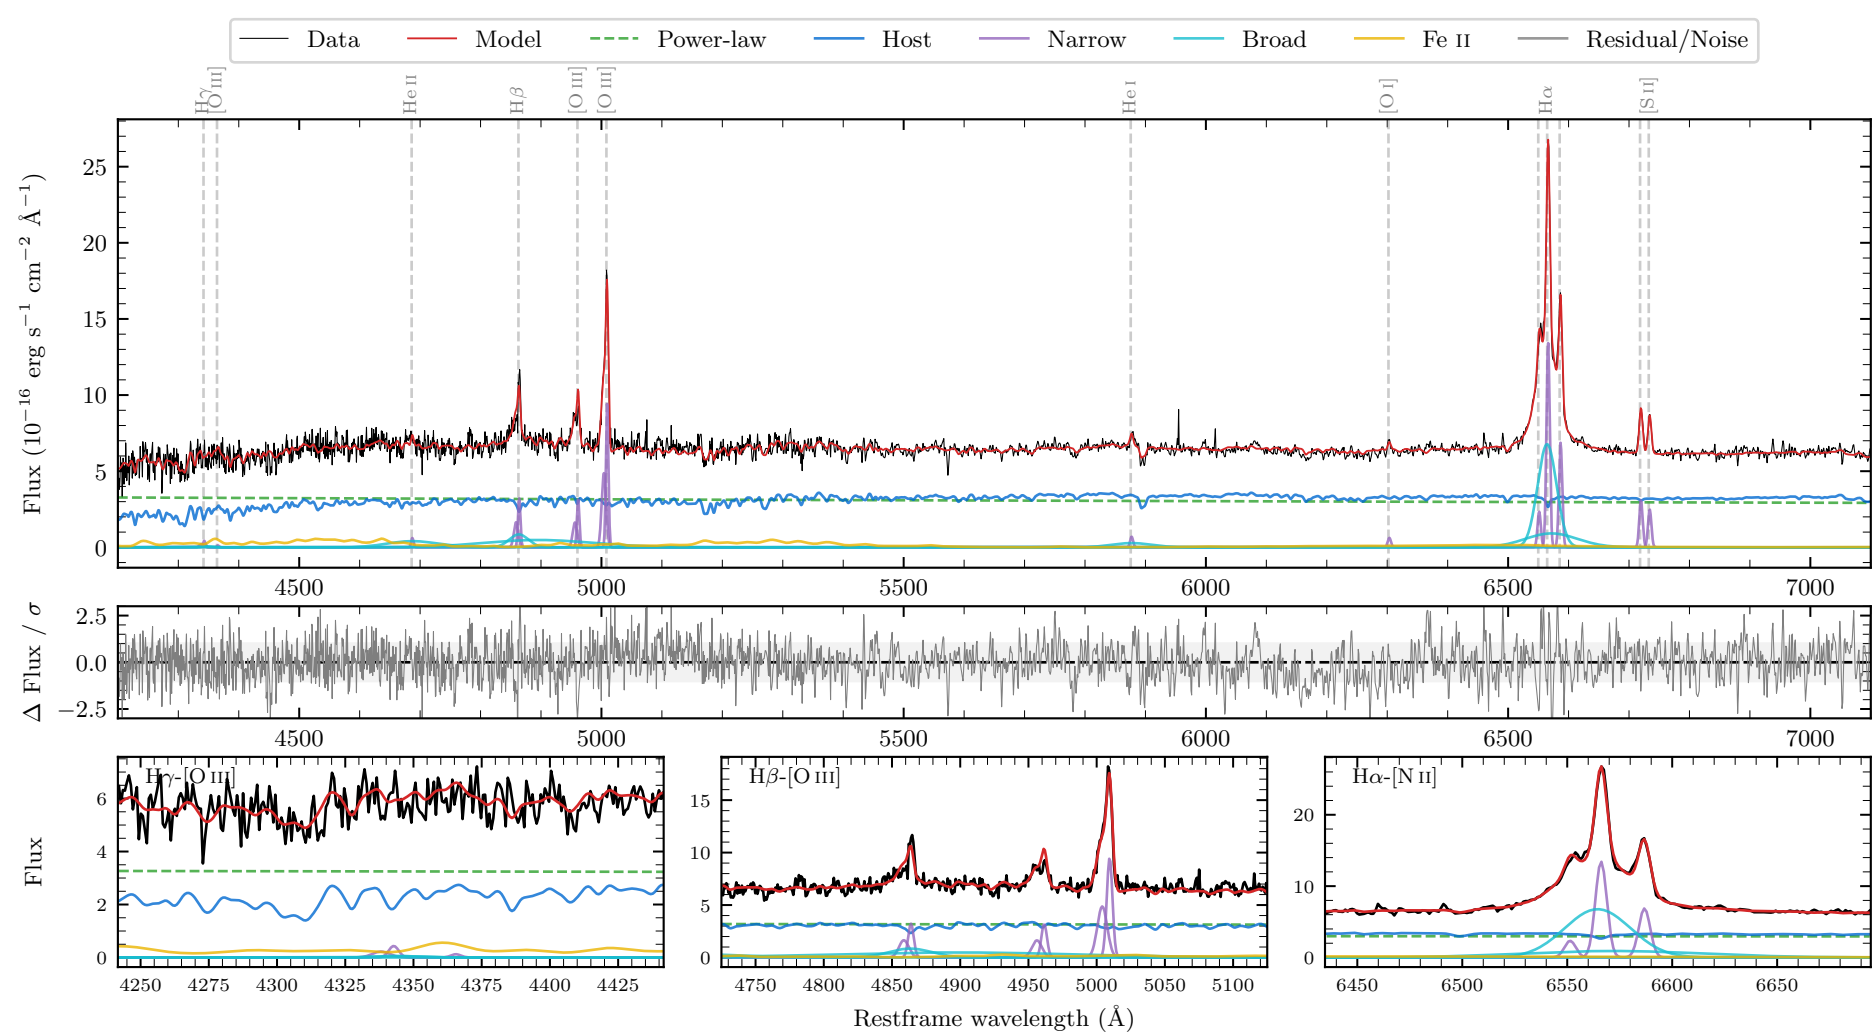 Data Model Power-law Host Narrow Broad Fe II Residual/Noise
Hγ [O III] He II Hβ [O III] [O III] He I [O I] Hα [S II]
Flux (10⁻¹⁶ erg s⁻¹ cm⁻² Å⁻¹)
25
20
15
10
5
0
4500 5000 5500 6000 6500 7000
Δ Flux / σ
2.5
0.0
−2.5
4500 5000 5500 6000 6500 7000
Flux
Hγ-[O III]
6
4
2
0
4250 4275 4300 4325 4350 4375 4400 4425
Hβ-[O III]
15
10
5
0
4750 4800 4850 4900 4950 5000 5050 5100
Hα-[N II]
20
10
0
6450 6500 6550 6600 6650
Restframe wavelength (Å)